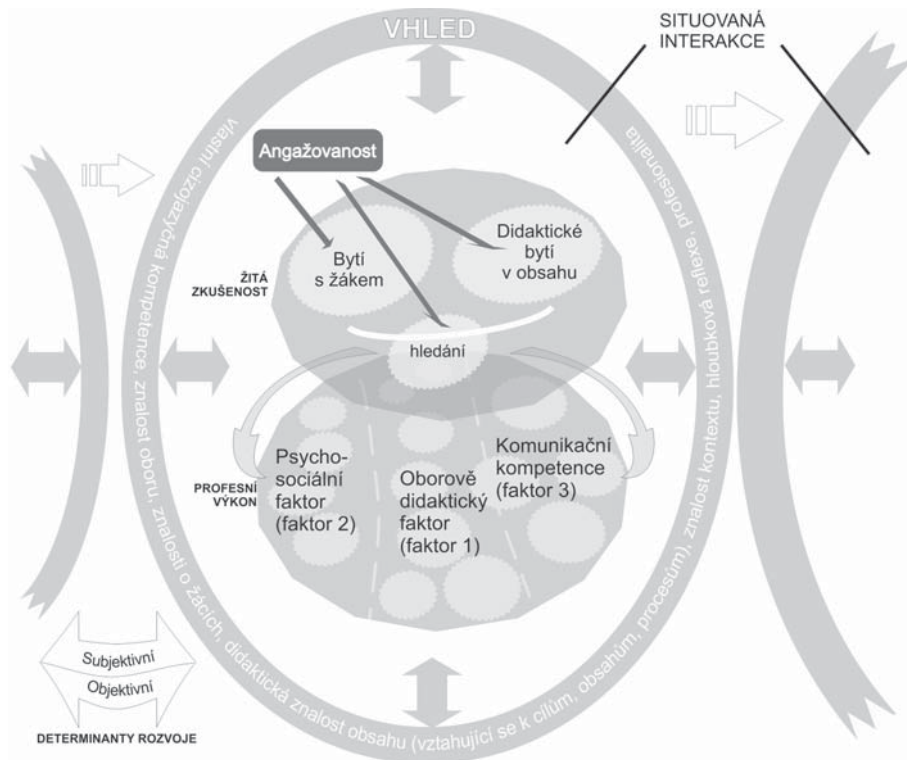 VHLED
SITUOVANÁ
INTERAKCE
vlastní cizojazyčná kompetence, znalost oboru, znalosti o žácích, didaktická znalost obsahu (vztahující se k cílům, obsahům, procesům), znalost kontextu, hloubková reflexe, profesionalita
Angažovanost
Bytí
s žákem
Didaktické
bytí
v obsahu
ŽITÁ
ZKUŠENOST
hledání
PROFESNÍ
VÝKON
Psycho-
sociální
faktor
(faktor 2)
Oborově
didaktický
faktor
(faktor 1)
Komunikační
kompetence
(faktor 3)
Subjektivní
Objektivní
DETERMINANTY ROZVOJE